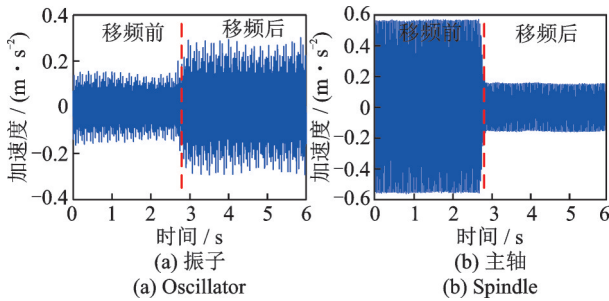 0.4
0.2
0
−0.2
−0.4
加速度 / (m·s⁻²)
移频前
移频后
0 1 2 3 4 5 6
时间 / s
(a) 振子
(a) Oscillator
0.6
0.4
0.2
0
−0.2
−0.4
−0.6
加速度 / (m·s⁻²)
移频前
移频后
0 1 2 3 4 5 6
时间 / s
(b) 主轴
(b) Spindle